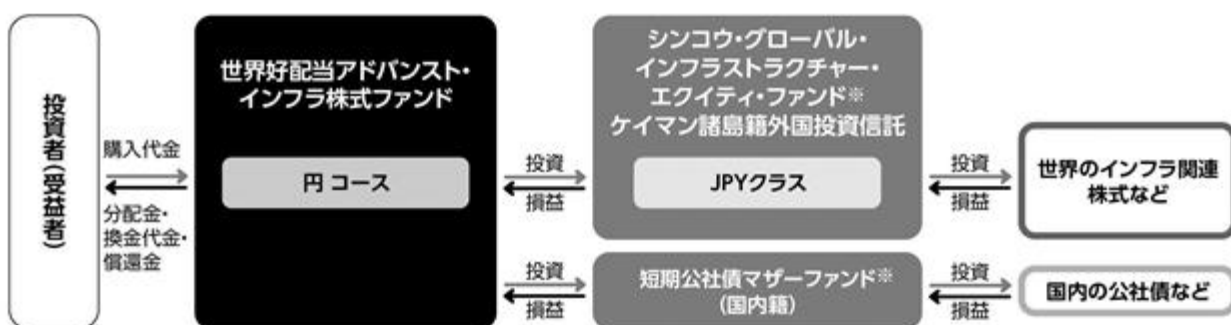 投資者(受益者)
購入代金
分配金・
換金代金・
償還金
世界好配当アドバンスト・
インフラ株式ファンド
円 コース
投資
損益
投資
損益
シンコウ・グローバル・
インフラストラクチャー・
エクイティ・ファンド※
ケイマン諸島籍外国投資信託
JPYクラス
短期公社債マザーファンド※
(国内籍)
投資
損益
投資
損益
世界のインフラ関連
株式など
国内の公社債など